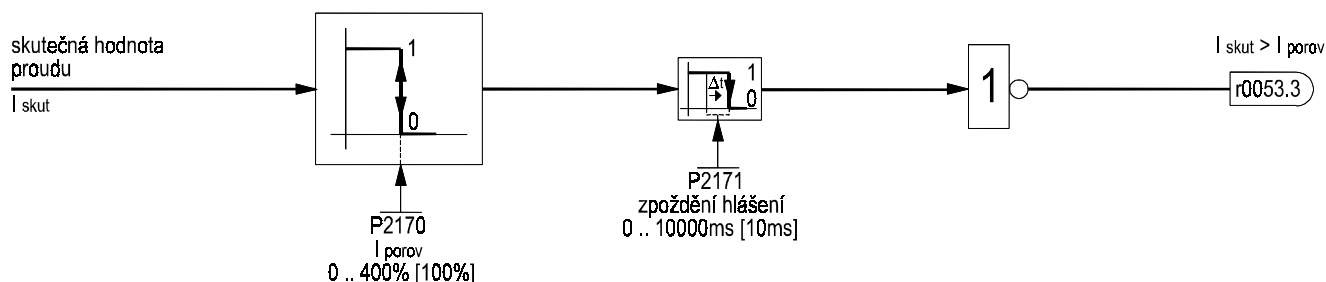 skutečná hodnota
proudu
I skut
1
0
P2170
I porov
0 .. 400% [100%]
Δt
1
0
P2171
zpoždění hlášení
0 .. 10000ms [10ms]
1
I skut > I porov
r0053.3